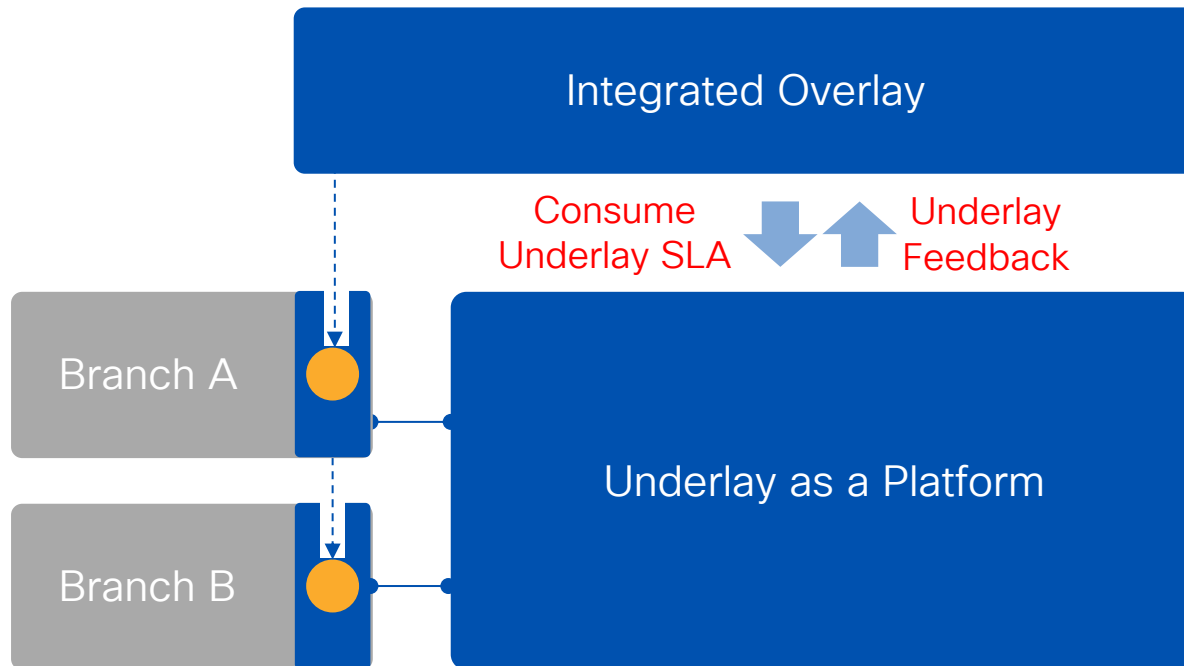 Integrated Overlay
Consume
Underlay SLA
Underlay
Feedback
Branch A
Underlay as a Platform
Branch B